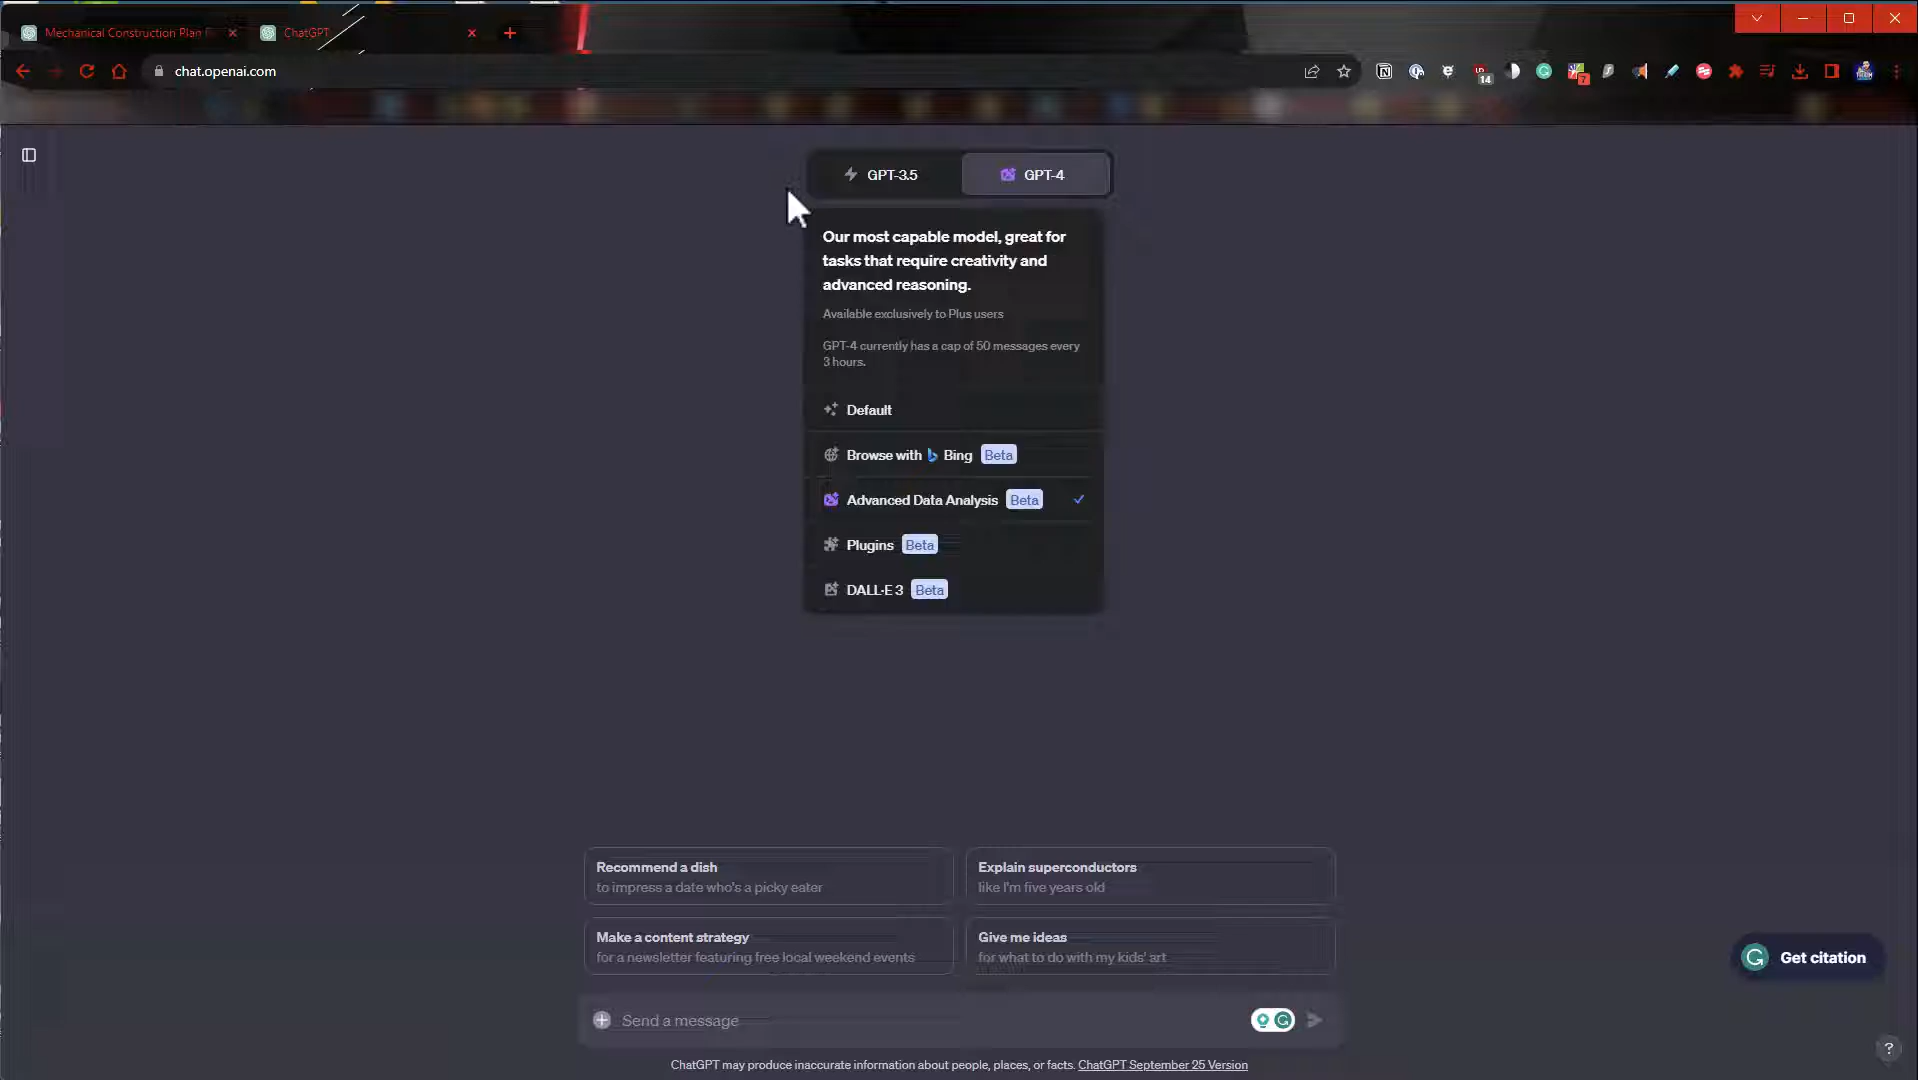 Mechanical Construction Plan
ChatGPT
chat.openai.com
14
7
GPT-3.5
GPT-4
Our most capable model, great for
tasks that require creativity and
advanced reasoning.
Available exclusively to Plus users
GPT-4 currently has a cap of 50 messages every
3 hours.
Default
Browse with Bing Beta
Advanced Data Analysis Beta
Plugins Beta
DALL·E 3 Beta
Recommend a dish
to impress a date who's a picky eater
Explain superconductors
like I'm five years old
Make a content strategy
for a newsletter featuring free local weekend events
Give me ideas
for what to do with my kids' art
Get citation
Send a message
ChatGPT may produce inaccurate information about people, places, or facts. ChatGPT September 25 Version
?